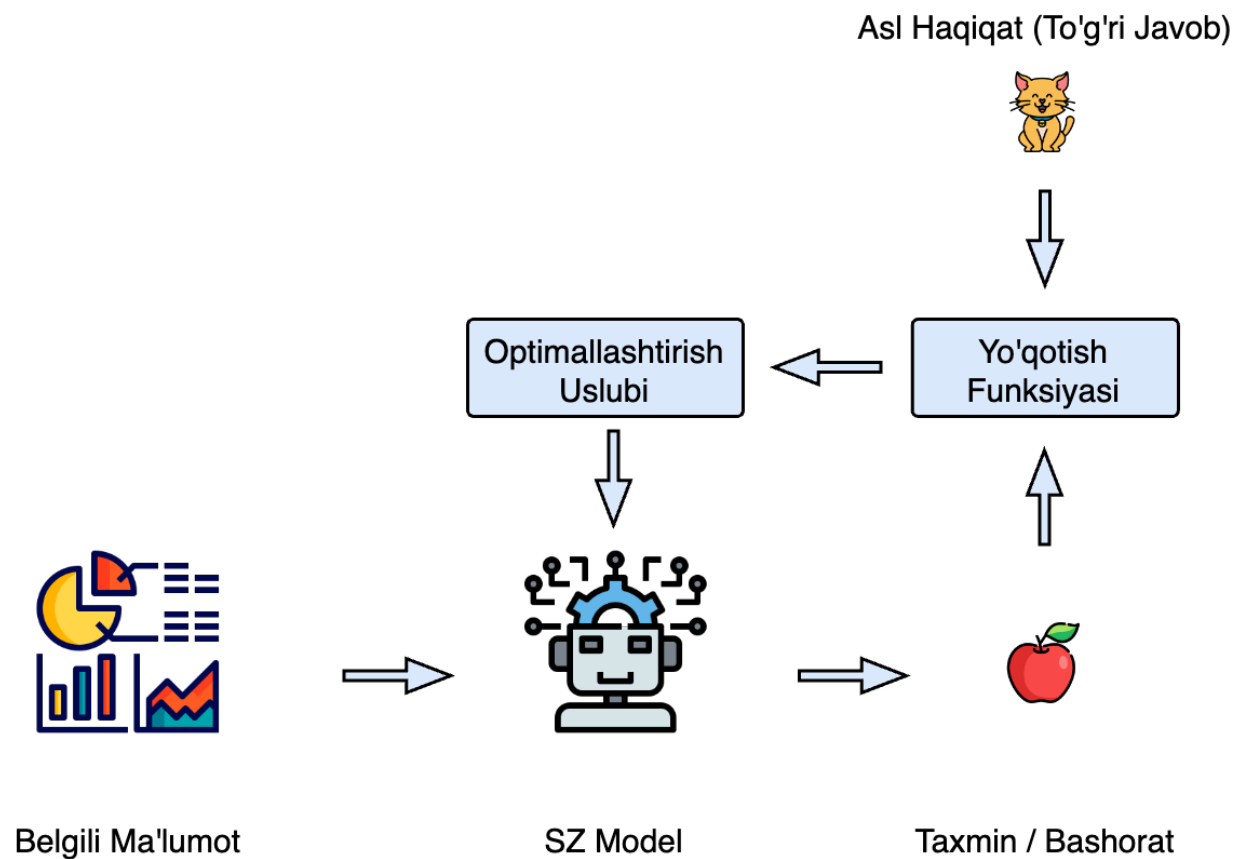 Asl Haqiqat (To'g'ri Javob)
Optimallashtirish
Uslubi
Yo'qotish
Funksiyasi
Belgili Ma'lumot
SZ Model
Taxmin / Bashorat